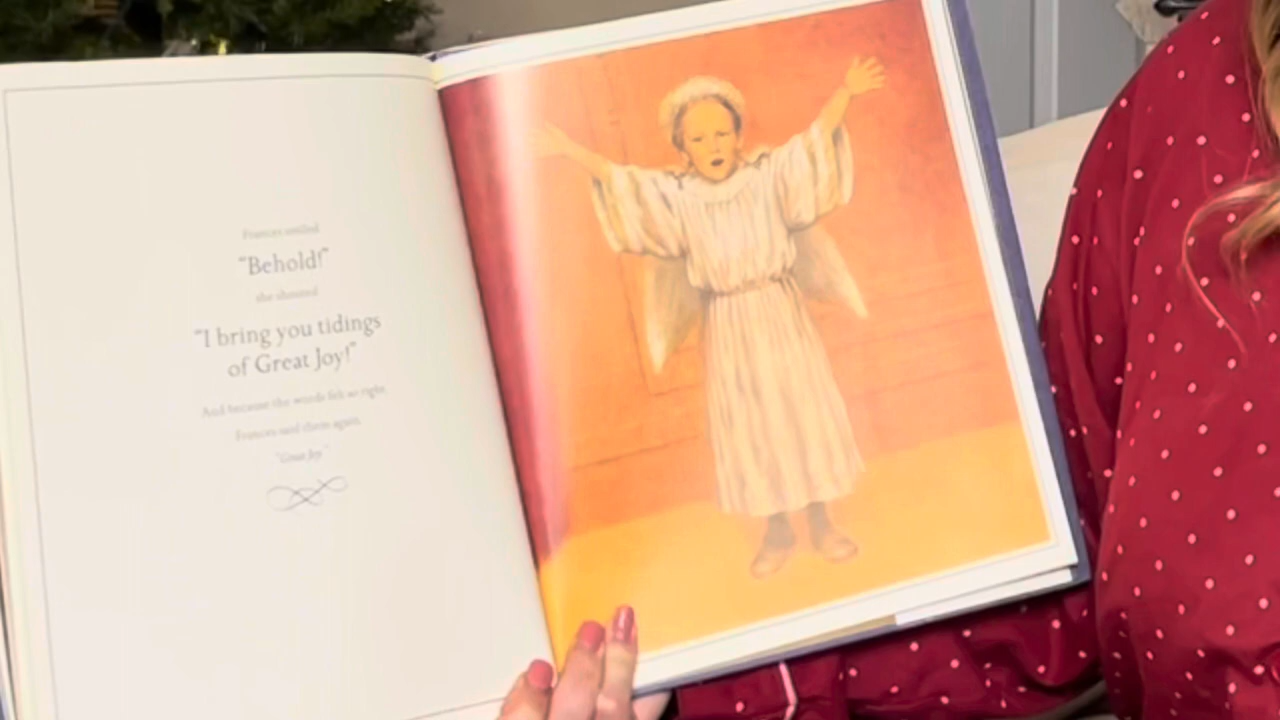 Frances smiled.
"Behold!"
she shouted.
"I bring you tidings
of Great Joy!"
And because the words felt so right,
Frances said them again.
"Great Joy."